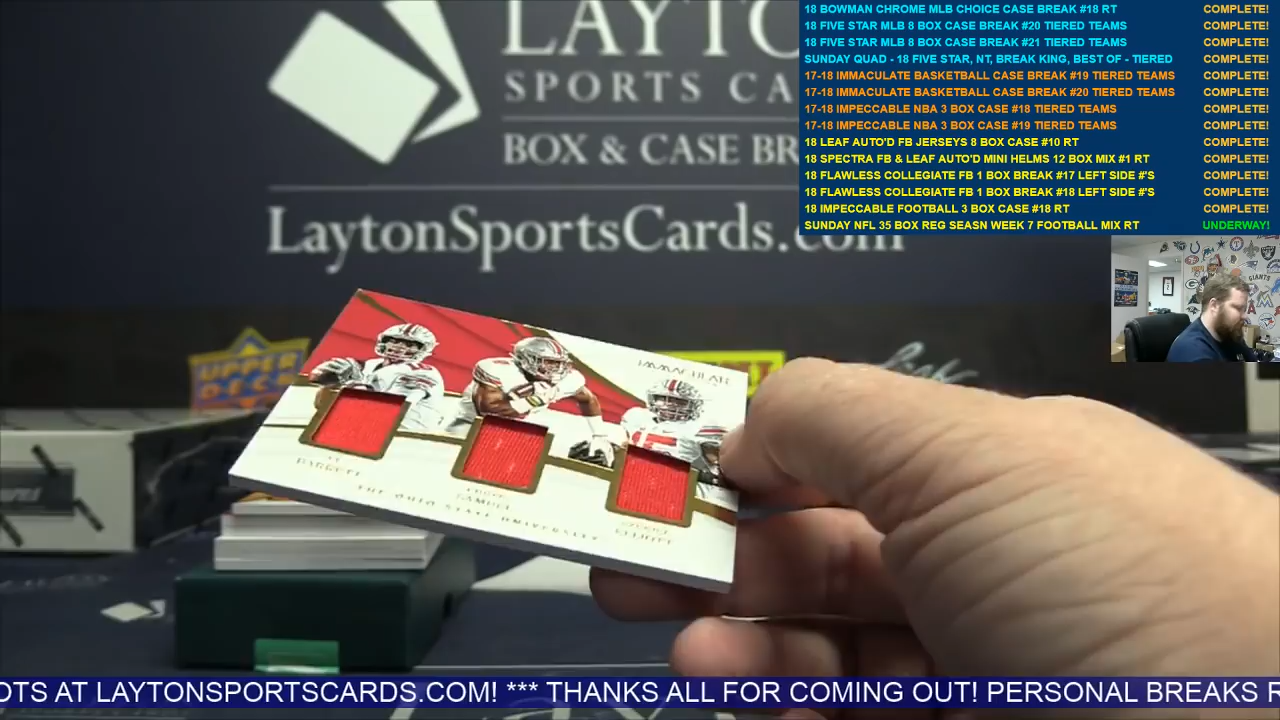 LAYTO
SPORTS CA
BOX & CASE BR
LaytonSportsCards.com
18 BOWMAN CHROME MLB CHOICE CASE BREAK #18 RT COMPLETE!
18 FIVE STAR MLB 8 BOX CASE BREAK #20 TIERED TEAMS COMPLETE!
18 FIVE STAR MLB 8 BOX CASE BREAK #21 TIERED TEAMS COMPLETE!
SUNDAY QUAD - 18 FIVE STAR, NT, BREAK KING, BEST OF - TIERED COMPLETE!
17-18 IMMACULATE BASKETBALL CASE BREAK #19 TIERED TEAMS COMPLETE!
17-18 IMMACULATE BASKETBALL CASE BREAK #20 TIERED TEAMS COMPLETE!
17-18 IMPECCABLE NBA 3 BOX CASE #18 TIERED TEAMS COMPLETE!
17-18 IMPECCABLE NBA 3 BOX CASE #19 TIERED TEAMS COMPLETE!
18 LEAF AUTO'D FB JERSEYS 8 BOX CASE #10 RT COMPLETE!
18 SPECTRA FB & LEAF AUTO'D MINI HELMS 12 BOX MIX #1 RT COMPLETE!
18 FLAWLESS COLLEGIATE FB 1 BOX BREAK #17 LEFT SIDE #'S COMPLETE!
18 FLAWLESS COLLEGIATE FB 1 BOX BREAK #18 LEFT SIDE #'S COMPLETE!
18 IMPECCABLE FOOTBALL 3 BOX CASE #18 RT COMPLETE!
SUNDAY NFL 35 BOX REG SEASN WEEK 7 FOOTBALL MIX RT UNDERWAY!
UPPER
DECK
THE OHIO STATE UNIVERSITY
OTS AT LAYTONSPORTSCARDS.COM! *** THANKS ALL FOR COMING OUT! PERSONAL BREAKS R